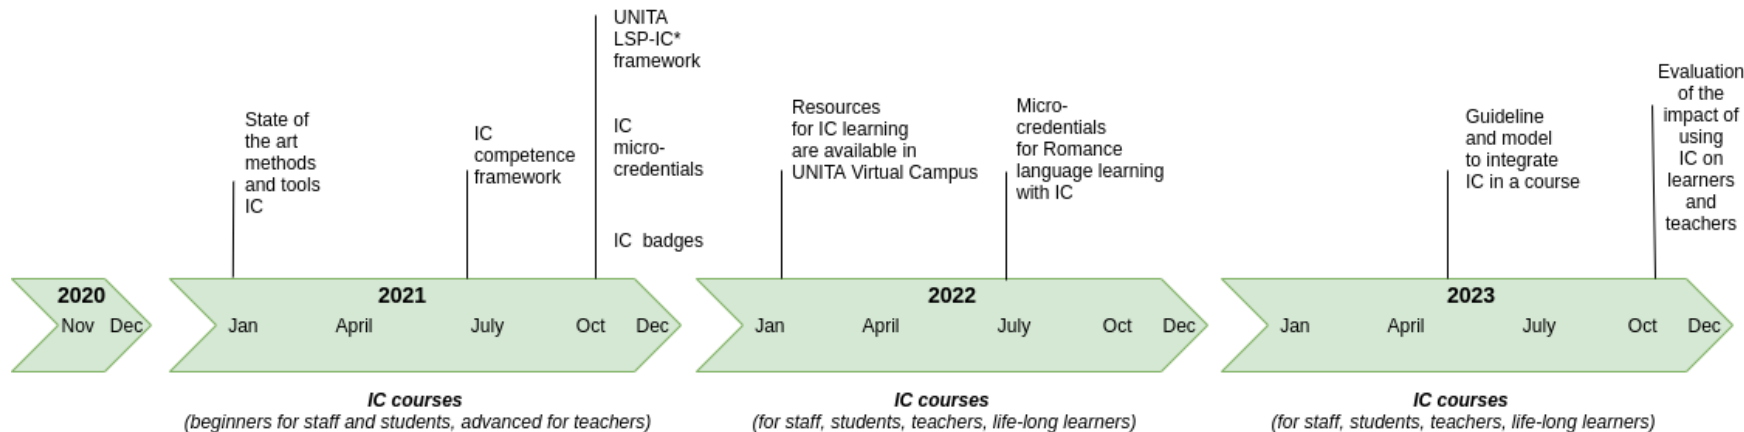 State of
the art
methods
and tools
IC
IC
competence
framework
UNITA
LSP-IC*
framework
IC
micro-
credentials
IC badges
Resources
for IC learning
are available in
UNITA Virtual Campus
Micro-
credentials
for Romance
language learning
with IC
Guideline
and model
to integrate
IC in a course
Evaluation
of the
impact of
using
IC on
learners
and
teachers
2020
Nov Dec
2021
Jan April July Oct Dec
2022
Jan April July Oct Dec
2023
Jan April July Oct Dec
IC courses
(beginners for staff and students, advanced for teachers)
IC courses
(for staff, students, teachers, life-long learners)
IC courses
(for staff, students, teachers, life-long learners)